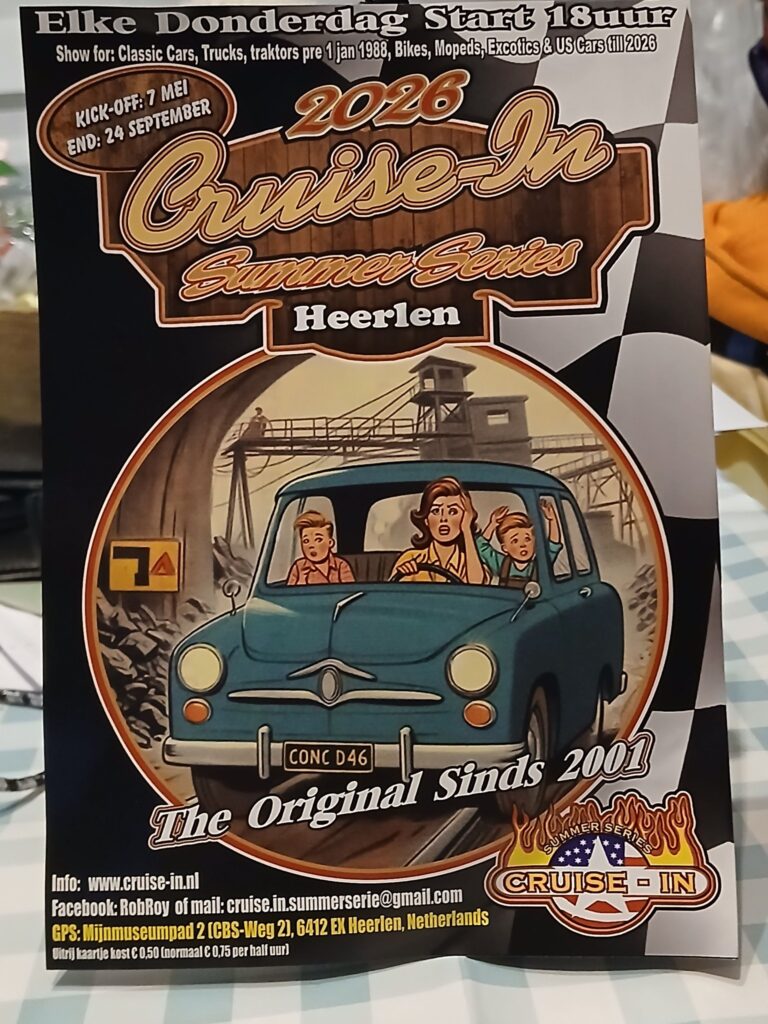 Elke Donderdag Start 18uur
Show for: Classic Cars, Trucks, traktors pre 1 jan 1988, Bikes, Mopeds, Excotics & US Cars till 2026
KICK-OFF: 7 MEI
END: 24 SEPTEMBER
2026
Cruise-In
Summer Series
Heerlen
CONC D46
The Original Sinds 2001
SUMMER SERIES
CRUISE-IN
Info: www.cruise-in.nl
Facebook: RobRoy of mail: cruise.in.summerserie@gmail.com
GPS: Mijnmuseumpad 2 (CBS-Weg 2), 6412 EX Heerlen, Netherlands
Uitrij kaartje kost € 0,50 (normaal € 0,75 per half uur)